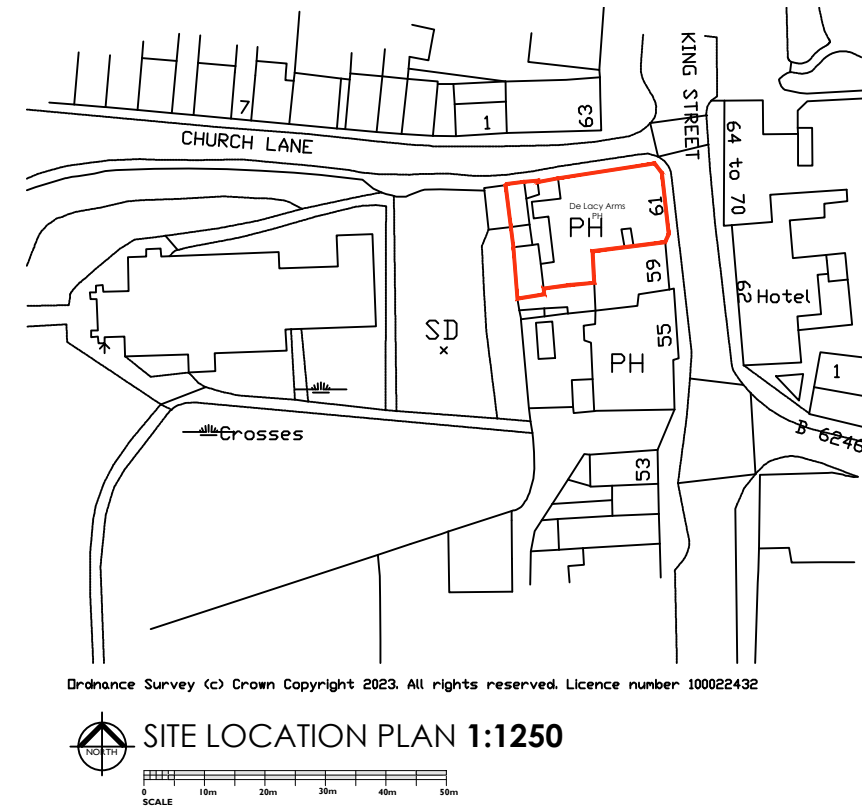 KING STREET
7
1
63
CHURCH LANE
64 to 70
De Lacy Arms
PH
PH
61
59
62
Hotel
SD
55
PH
1
Crosses
B 6246
53
Ordnance Survey (c) Crown Copyright 2023. All rights reserved. Licence number 100022432
NORTH
SITE LOCATION PLAN 1:1250
0 10m 20m 30m 40m 50m
SCALE